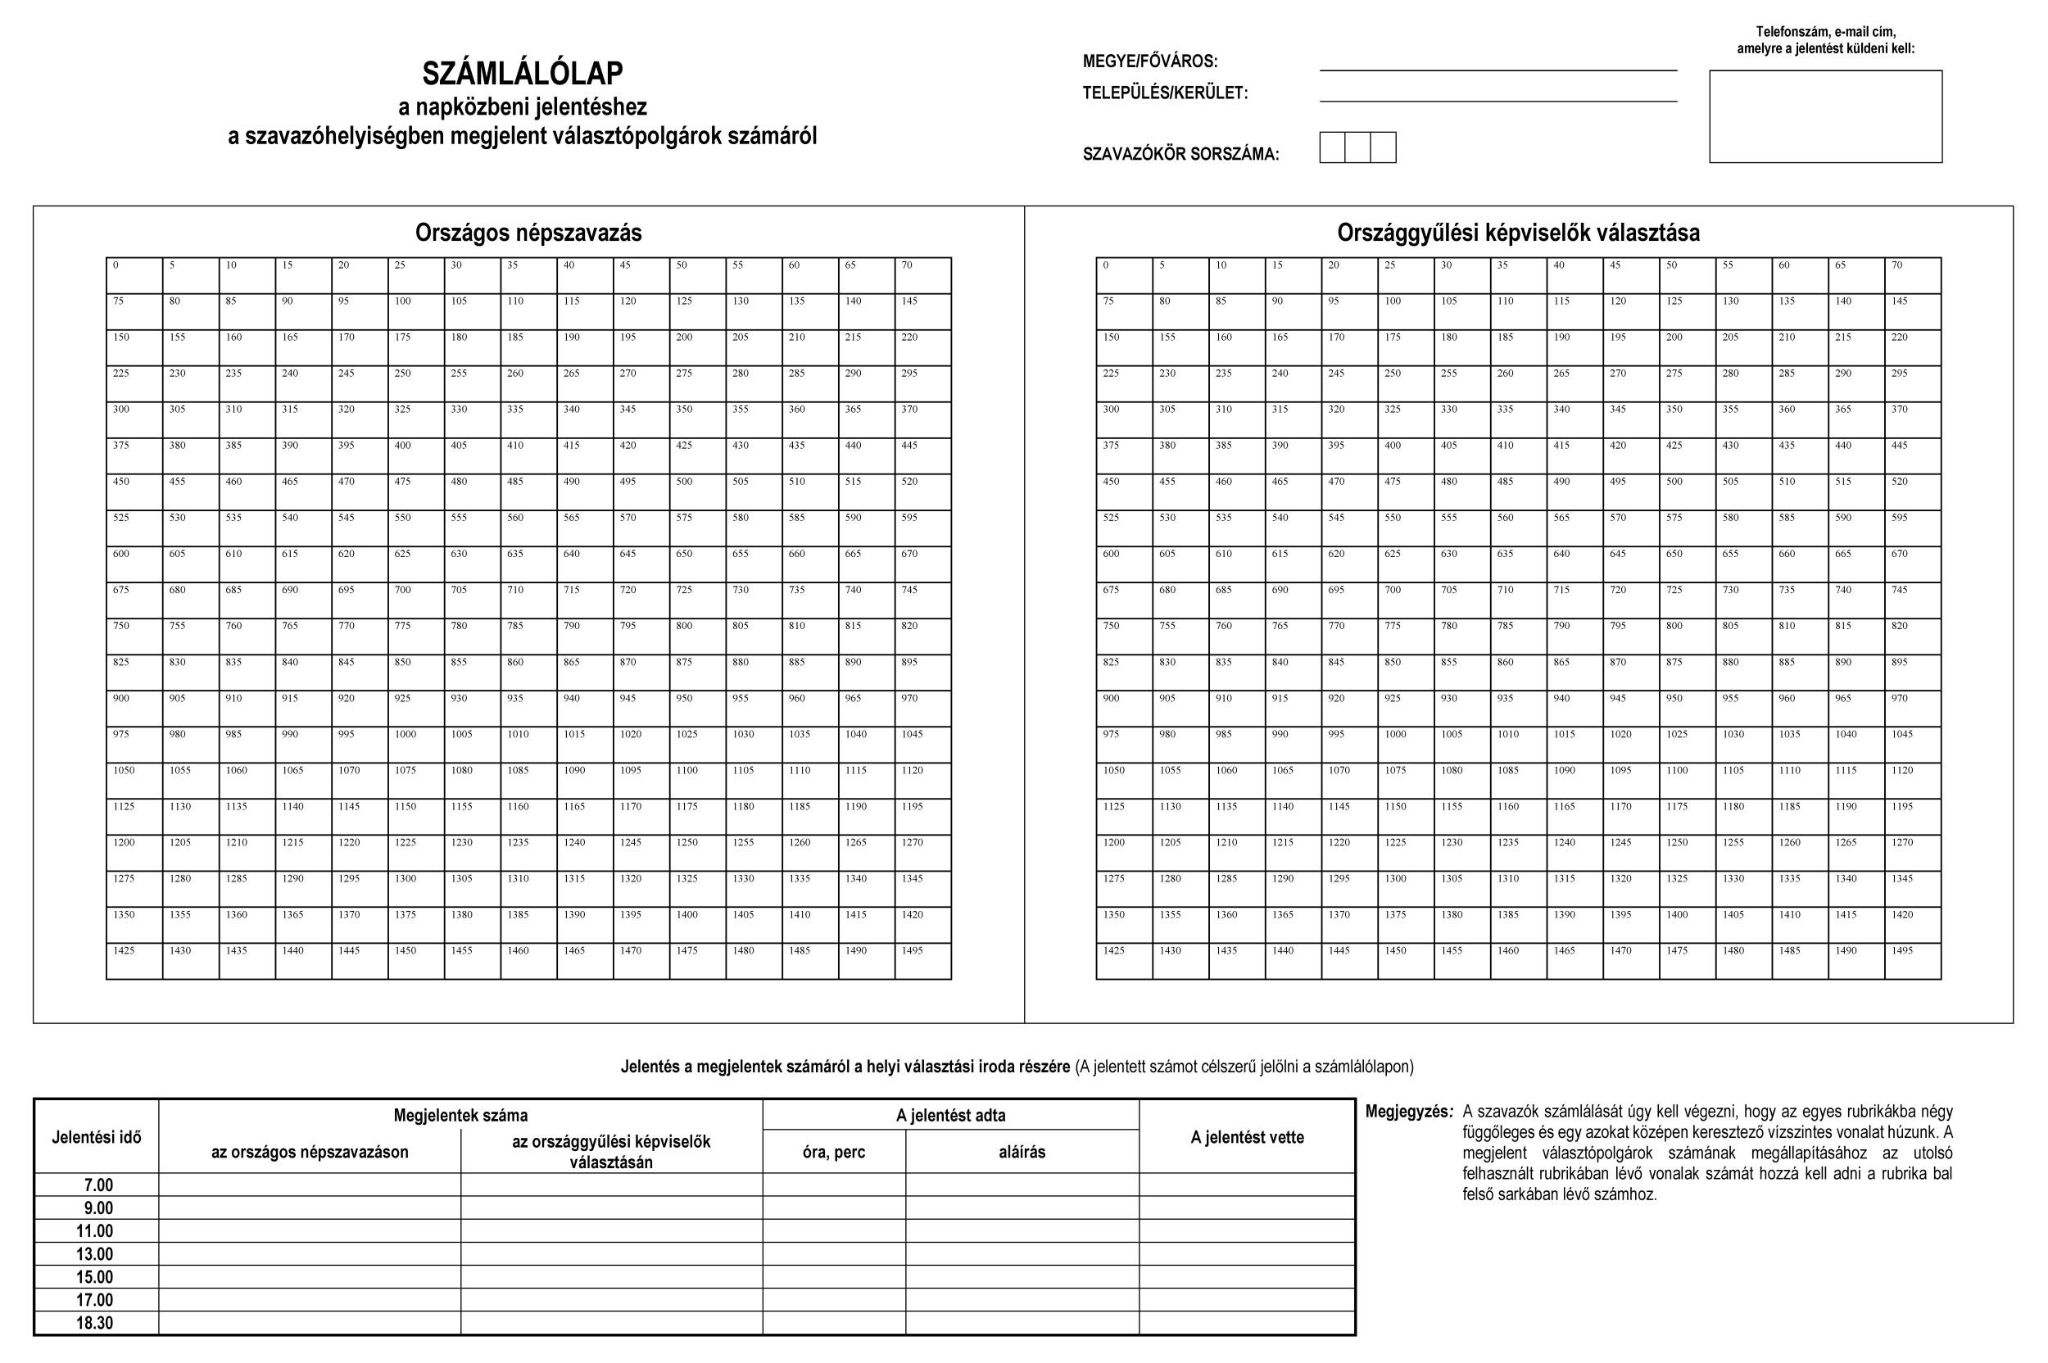 SZÁMLÁLÓLAP
a napközbeni jelentéshez
a szavazóhelyiségben megjelent választópolgárok számáról
MEGYE/FŐVÁROS:
TELEPÜLÉS/KERÜLET:
SZAVAZÓKÖR SORSZÁMA:
Telefonszám, e-mail cím,
amelyre a jelentést küldeni kell:
Országos népszavazás
0 5 10 15 20 25 30 35 40 45 50 55 60 65 70
75 80 85 90 95 100 105 110 115 120 125 130 135 140 145
150 155 160 165 170 175 180 185 190 195 200 205 210 215 220
225 230 235 240 245 250 255 260 265 270 275 280 285 290 295
300 305 310 315 320 325 330 335 340 345 350 355 360 365 370
375 380 385 390 395 400 405 410 415 420 425 430 435 440 445
450 455 460 465 470 475 480 485 490 495 500 505 510 515 520
525 530 535 540 545 550 555 560 565 570 575 580 585 590 595
600 605 610 615 620 625 630 635 640 645 650 655 660 665 670
675 680 685 690 695 700 705 710 715 720 725 730 735 740 745
750 755 760 765 770 775 780 785 790 795 800 805 810 815 820
825 830 835 840 845 850 855 860 865 870 875 880 885 890 895
900 905 910 915 920 925 930 935 940 945 950 955 960 965 970
975 980 985 990 995 1000 1005 1010 1015 1020 1025 1030 1035 1040 1045
1050 1055 1060 1065 1070 1075 1080 1085 1090 1095 1100 1105 1110 1115 1120
1125 1130 1135 1140 1145 1150 1155 1160 1165 1170 1175 1180 1185 1190 1195
1200 1205 1210 1215 1220 1225 1230 1235 1240 1245 1250 1255 1260 1265 1270
1275 1280 1285 1290 1295 1300 1305 1310 1315 1320 1325 1330 1335 1340 1345
1350 1355 1360 1365 1370 1375 1380 1385 1390 1395 1400 1405 1410 1415 1420
1425 1430 1435 1440 1445 1450 1455 1460 1465 1470 1475 1480 1485 1490 1495
Országgyűlési képviselők választása
0 5 10 15 20 25 30 35 40 45 50 55 60 65 70
75 80 85 90 95 100 105 110 115 120 125 130 135 140 145
150 155 160 165 170 175 180 185 190 195 200 205 210 215 220
225 230 235 240 245 250 255 260 265 270 275 280 285 290 295
300 305 310 315 320 325 330 335 340 345 350 355 360 365 370
375 380 385 390 395 400 405 410 415 420 425 430 435 440 445
450 455 460 465 470 475 480 485 490 495 500 505 510 515 520
525 530 535 540 545 550 555 560 565 570 575 580 585 590 595
600 605 610 615 620 625 630 635 640 645 650 655 660 665 670
675 680 685 690 695 700 705 710 715 720 725 730 735 740 745
750 755 760 765 770 775 780 785 790 795 800 805 810 815 820
825 830 835 840 845 850 855 860 865 870 875 880 885 890 895
900 905 910 915 920 925 930 935 940 945 950 955 960 965 970
975 980 985 990 995 1000 1005 1010 1015 1020 1025 1030 1035 1040 1045
1050 1055 1060 1065 1070 1075 1080 1085 1090 1095 1100 1105 1110 1115 1120
1125 1130 1135 1140 1145 1150 1155 1160 1165 1170 1175 1180 1185 1190 1195
1200 1205 1210 1215 1220 1225 1230 1235 1240 1245 1250 1255 1260 1265 1270
1275 1280 1285 1290 1295 1300 1305 1310 1315 1320 1325 1330 1335 1340 1345
1350 1355 1360 1365 1370 1375 1380 1385 1390 1395 1400 1405 1410 1415 1420
1425 1430 1435 1440 1445 1450 1455 1460 1465 1470 1475 1480 1485 1490 1495
Jelentés a megjelentek számáról a helyi választási iroda részére (A jelentett számot célszerű jelölni a számlálólapon)
Jelentési idő
Megjelentek száma
az országos népszavazáson
az országgyűlési képviselők
választásán
A jelentést adta
óra, perc
aláírás
A jelentést vette
7.00
9.00
11.00
13.00
15.00
17.00
18.30
Megjegyzés: A szavazók számlálását úgy kell végezni, hogy az egyes rubrikákba négy
függőleges és egy azokat középen keresztező vízszintes vonalat húzunk. A
megjelent választópolgárok számának megállapításához az utolsó
felhasznált rubrikában lévő vonalak számát hozzá kell adni a rubrika bal
felső sarkában lévő számhoz.